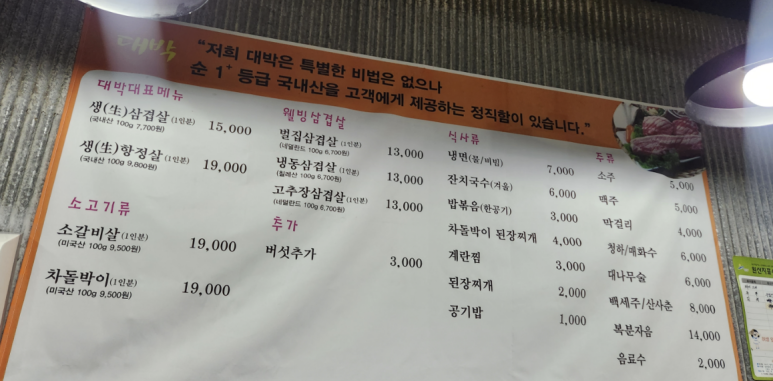 대박
"저희 대박은 특별한 비법은 없으나
순 1⁺ 등급 국내산을 고객에게 제공하는 정직함이 있습니다."
대박대표메뉴
생(生)삼겹살(1인분) 15,000
(국내산 100g 7,700원)
생(生)항정살(1인분) 19,000
(국내산 100g 9,800원)
소고기류
소갈비살(1인분) 19,000
(미국산 100g 9,500원)
차돌박이(1인분) 19,000
(미국산 100g 9,500원)
웰빙삼겹살
벌집삼겹살(1인분) 13,000
(네덜란드 100g 6,700원)
냉동삼겹살(1인분) 13,000
(칠레산 100g 6,700원)
고추장삼겹살(1인분) 13,000
(네덜란드 100g 6,700원)
추가
버섯추가 3,000
식사류
냉면(물/비빔) 7,000
잔치국수(겨울) 6,000
밥볶음(한공기) 3,000
차돌박이 된장찌개 4,000
계란찜 3,000
된장찌개 2,000
공기밥 1,000
주류
소주 5,000
맥주 5,000
막걸리 4,000
청하/매화수 6,000
대나무술 6,000
백세주/산사춘 8,000
복분자음 14,000
음료수 2,000